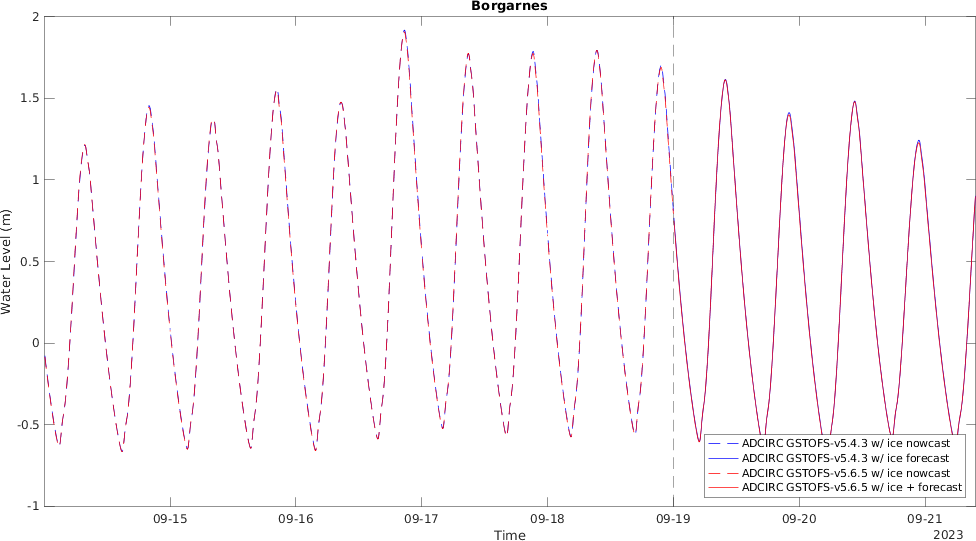 Borgarnes
2
1.5
1
0.5
0
-0.5
-1
Water Level (m)
ADCIRC GSTOFS-v5.4.3 w/ ice nowcast
ADCIRC GSTOFS-v5.4.3 w/ ice forecast
ADCIRC GSTOFS-v5.6.5 w/ ice nowcast
ADCIRC GSTOFS-v5.6.5 w/ ice + forecast
09-15 09-16 09-17 09-18 09-19 09-20 09-21
Time
2023